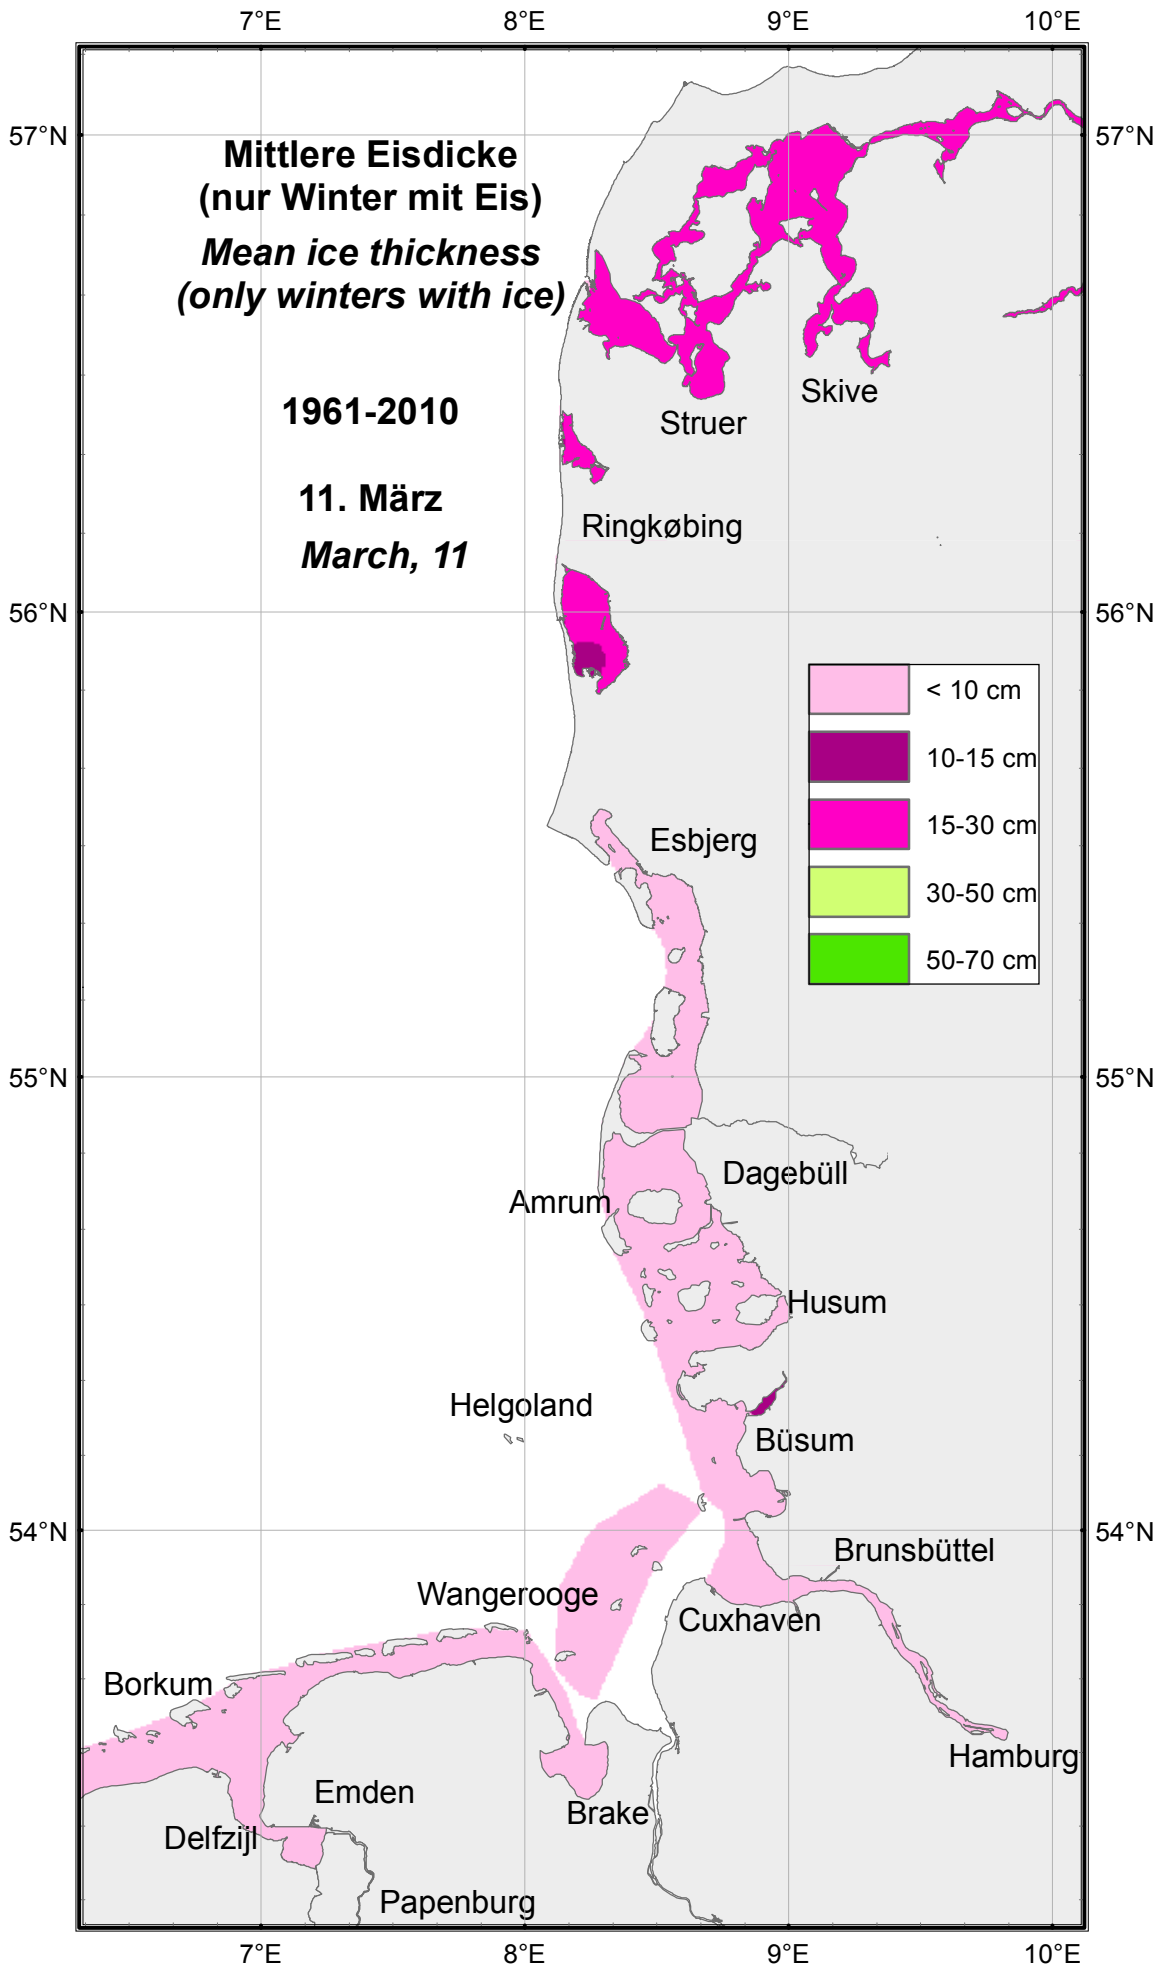 7°E
8°E
9°E
10°E
57°N
57°N
Mittlere Eisdicke
(nur Winter mit Eis)
Mean ice thickness
(only winters with ice)
Skive
Struer
1961-2010
11. März
March, 11
Ringkøbing
56°N
56°N
< 10 cm
10-15 cm
15-30 cm
30-50 cm
50-70 cm
Esbjerg
55°N
55°N
Dagebüll
Amrum
Husum
Helgoland
Büsum
54°N
54°N
Brunsbüttel
Wangerooge
Cuxhaven
Borkum
Hamburg
Emden
Brake
Delfzijl
Papenburg
7°E
8°E
9°E
10°E